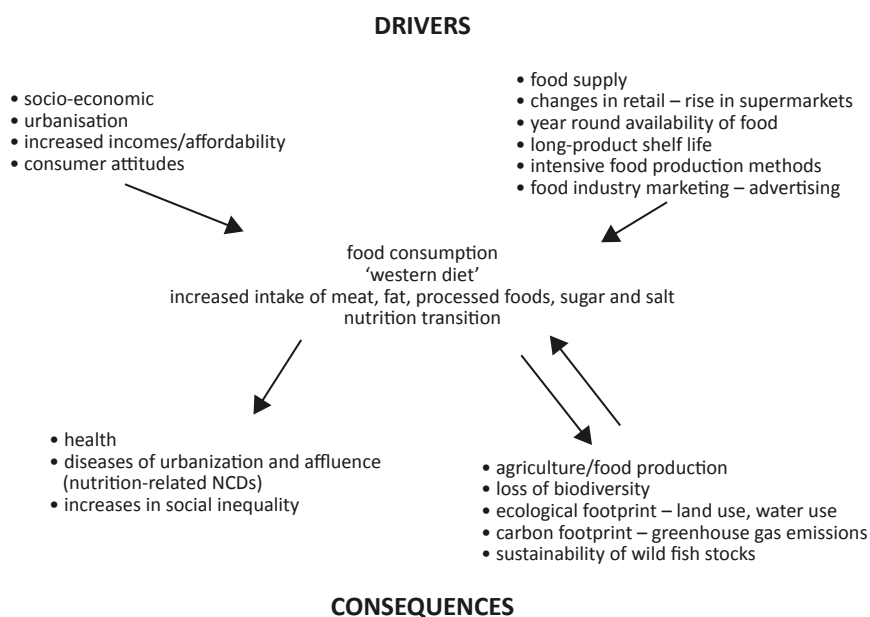 DRIVERS
• socio-economic
• urbanisation
• increased incomes/affordability
• consumer attitudes
• food supply
• changes in retail – rise in supermarkets
• year round availability of food
• long-product shelf life
• intensive food production methods
• food industry marketing – advertising
food consumption
‘western diet’
increased intake of meat, fat, processed foods, sugar and salt
nutrition transition
• health
• diseases of urbanization and affluence
(nutrition-related NCDs)
• increases in social inequality
• agriculture/food production
• loss of biodiversity
• ecological footprint – land use, water use
• carbon footprint – greenhouse gas emissions
• sustainability of wild fish stocks
CONSEQUENCES